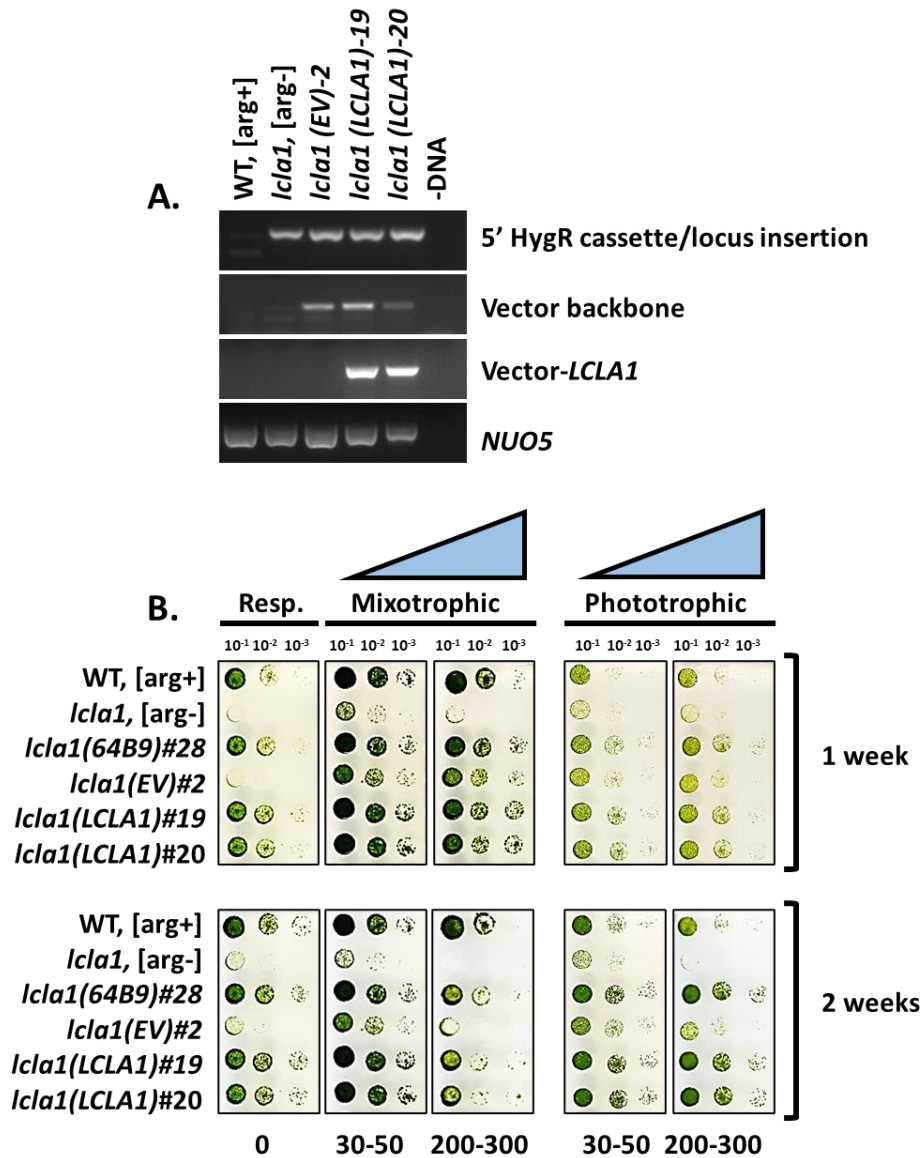 WT, [arg+]
lcla1, [arg-]
lcla1 (EV)-2
lcla1 (LCLA1)-19
lcla1 (LCLA1)-20
-DNA
A.
5’ HygR cassette/locus insertion
Vector backbone
Vector-LCLA1
NUO5
B.
Resp. Mixotrophic Phototrophic
10-1 10-2 10-3 10-1 10-2 10-3 10-1 10-2 10-3 10-1 10-2 10-3 10-1 10-2 10-3
WT, [arg+]
lcla1, [arg-]
lcla1(64B9)#28
lcla1(EV)#2
lcla1(LCLA1)#19
lcla1(LCLA1)#20
1 week
WT, [arg+]
lcla1, [arg-]
lcla1(64B9)#28
lcla1(EV)#2
lcla1(LCLA1)#19
lcla1(LCLA1)#20
2 weeks
0 30-50 200-300 30-50 200-300